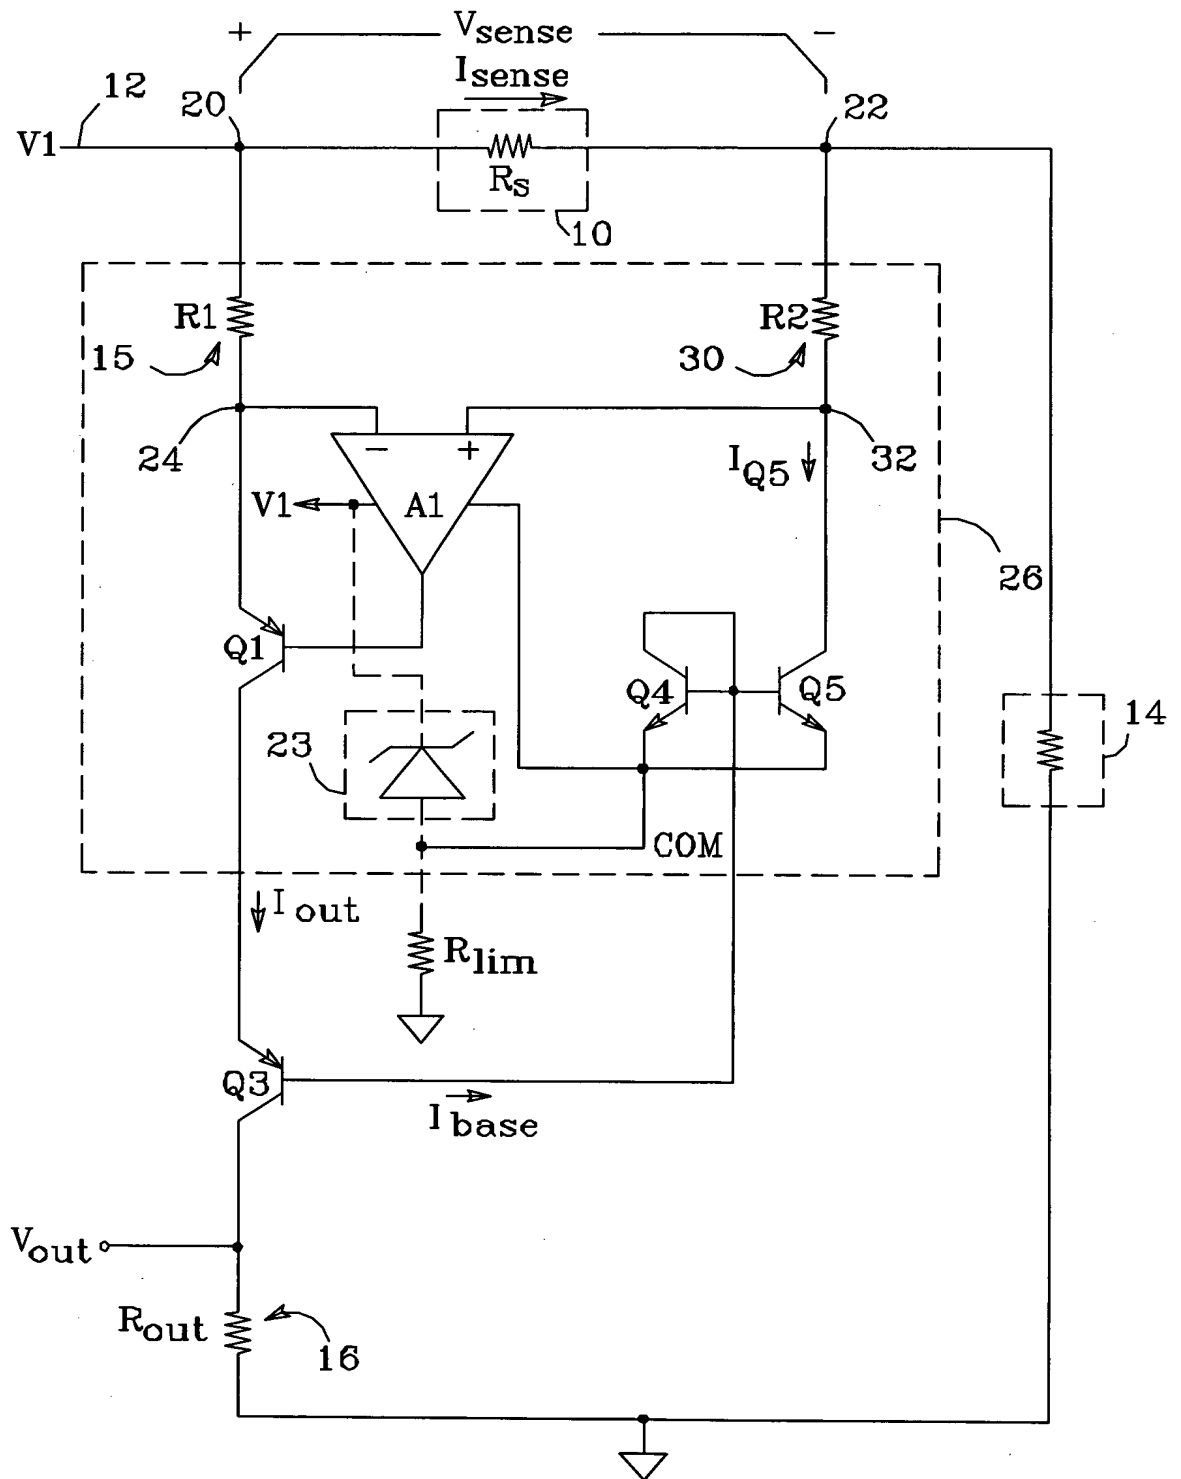 + Vsense −
Isense
12
20
22
V1
Rs
10
R1
R2
15
30
24
− +
32
IQ5
V1
A1
26
Q1
Q4
Q5
14
23
COM
Iout
Rlim
Q3
Ibase
Vout
Rout
16